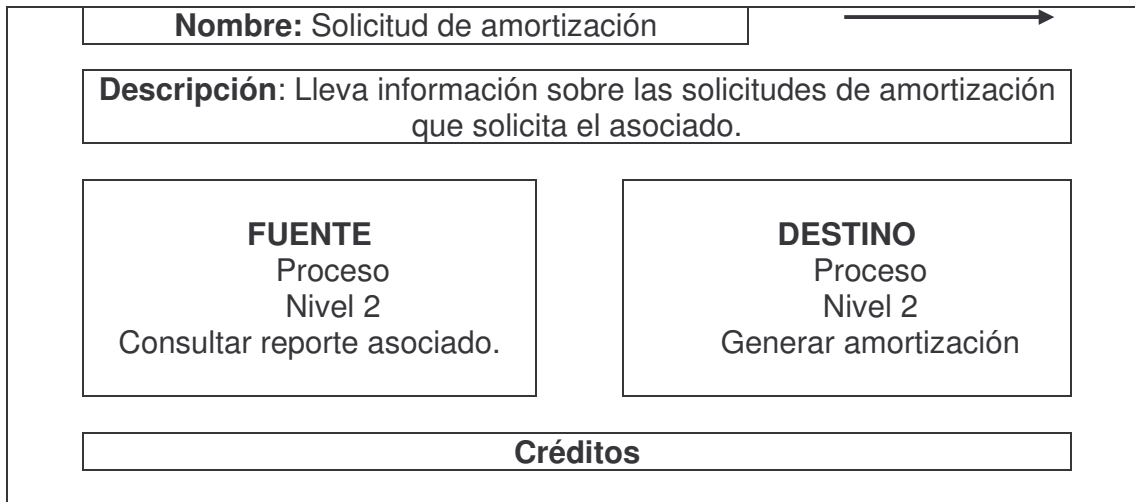 Nombre: Solicitud de amortización
Descripción: Lleva información sobre las solicitudes de amortización
que solicita el asociado.
FUENTE
Proceso
Nivel 2
Consultar reporte asociado.
DESTINO
Proceso
Nivel 2
Generar amortización
Créditos